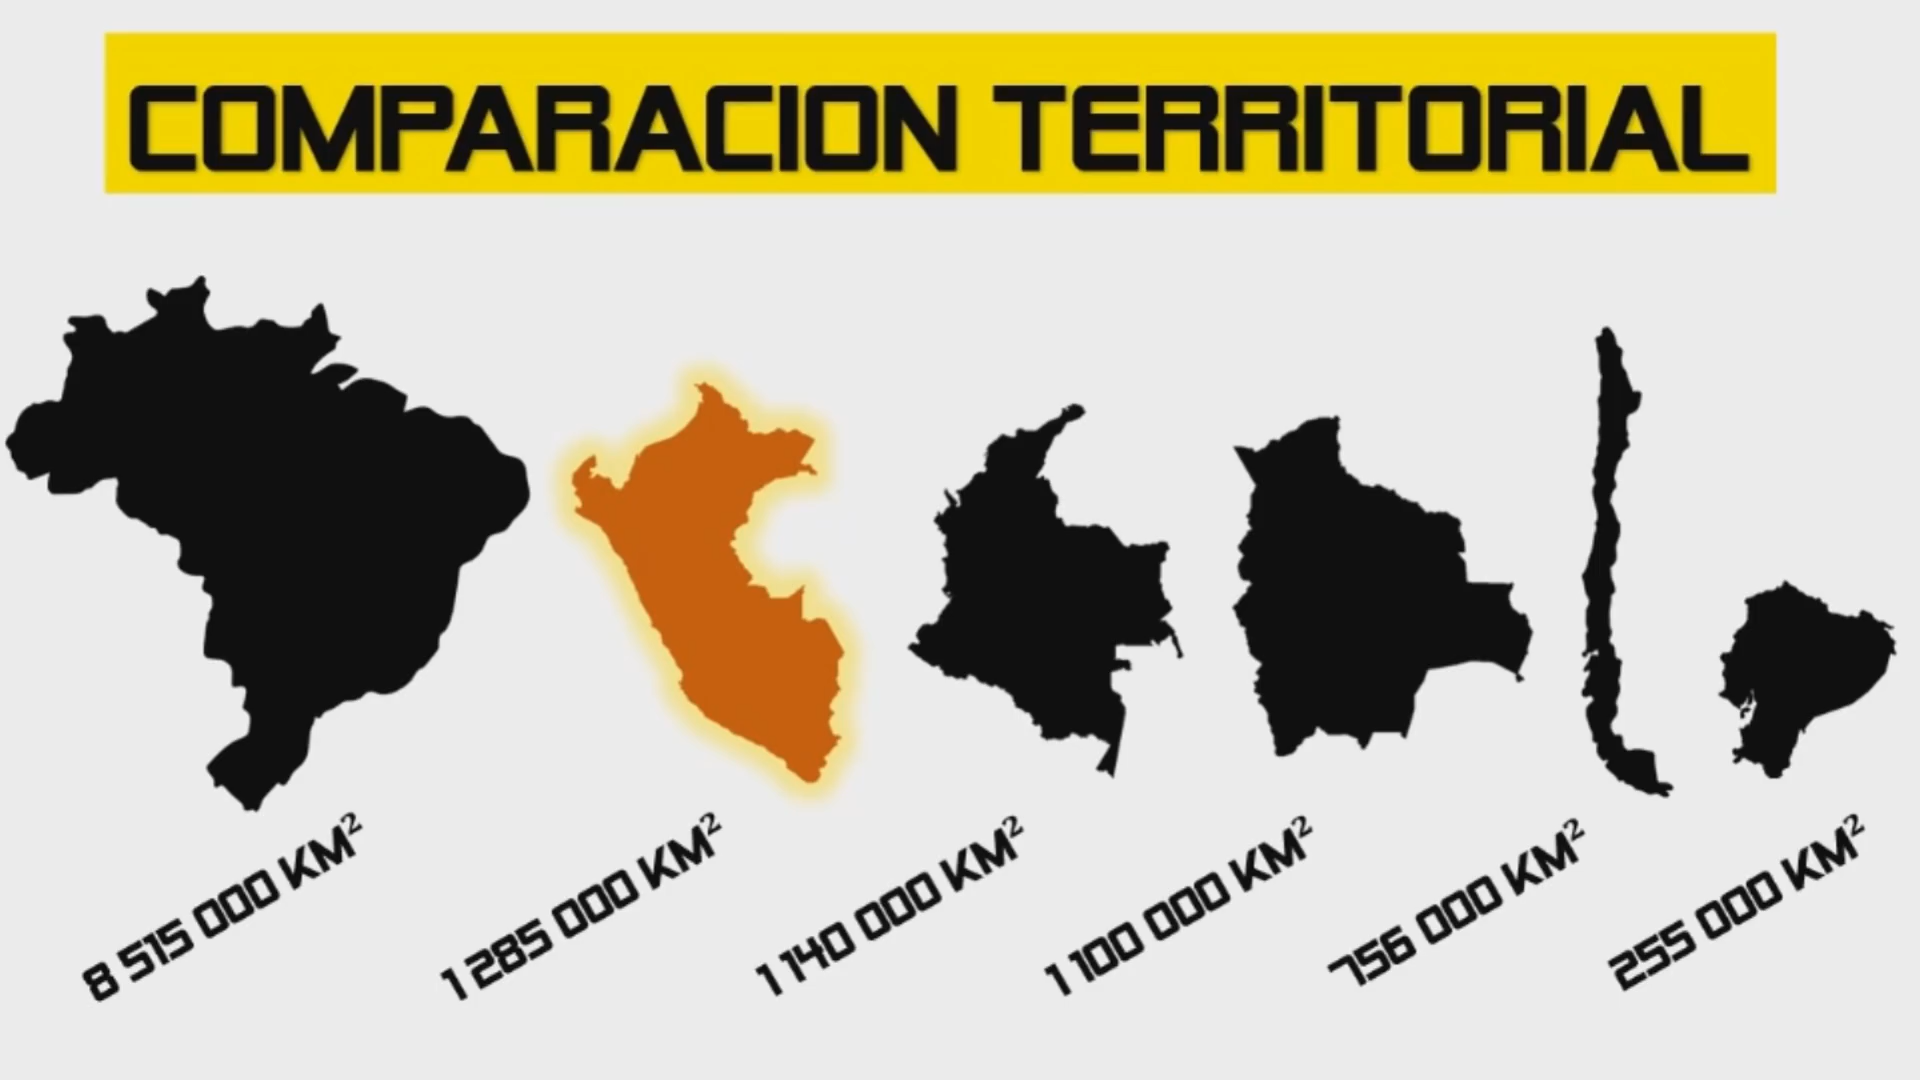 COMPARACION TERRITORIAL
8 515 000 KM²
1 285 000 KM²
1 140 000 KM²
1 100 000 KM²
756 000 KM²
255 000 KM²